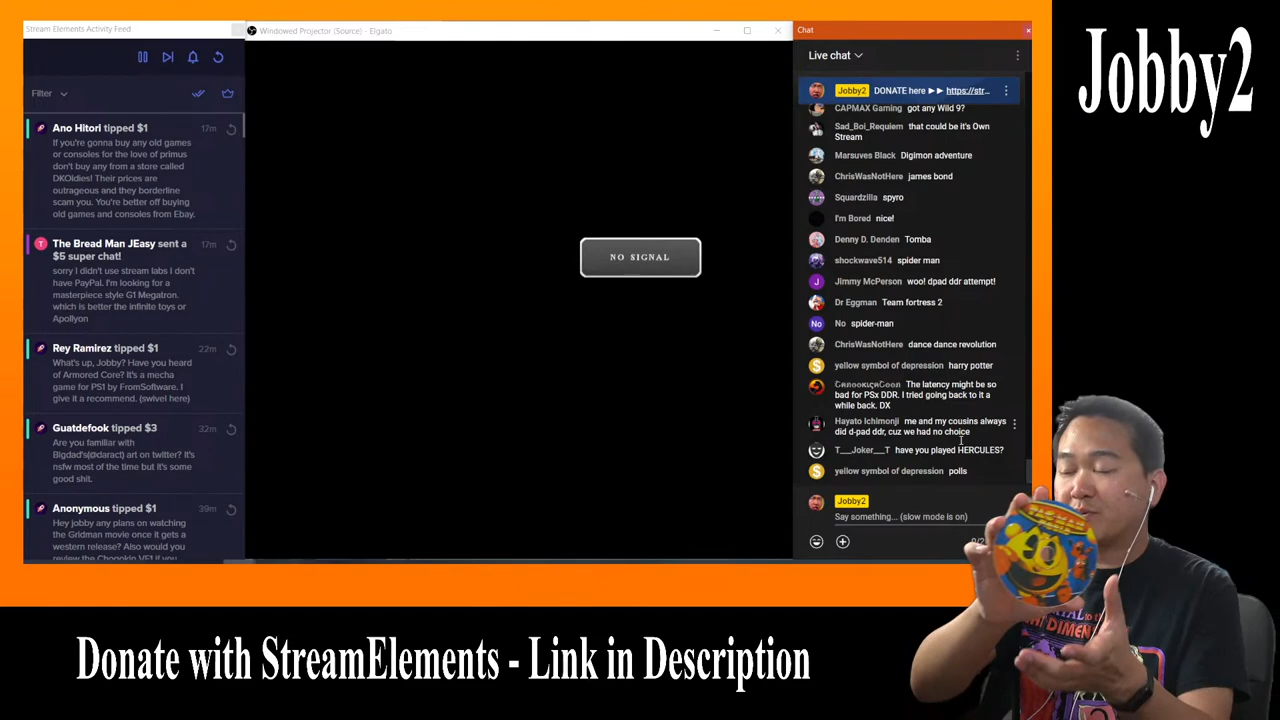 Stream Elements Activity Feed
Filter
Ano Hitori tipped $1
17m
If you're gonna buy any old games
or consoles for the love of primus
don't buy any from a store called
DKOldies! Their prices are
outrageous and they borderline
scam you. You're better off buying
old games and consoles from Ebay.
T
The Bread Man JEasy sent a
$5 super chat!
17m
sorry I didn't use stream labs I don't
have PayPal. I'm looking for a
masterpiece style G1 Megatron.
which is better the infinite toys or
Apollyon
Rey Ramirez tipped $1
22m
What's up, Jobby? Have you heard
of Armored Core? It's a mecha
game for PS1 by FromSoftware. I
give it a recommend. (swivel here)
Guatdefook tipped $3
32m
Are you familiar with
Bigdad's(@daract) art on twitter? It's
nsfw most of the time but it's some
good shit.
Anonymous tipped $1
39m
Hey jobby any plans on watching
the Gridman movie once it gets a
western release? Also would you
review the Chogokin VF1 if you
Windowed Projector (Source) - Elgato
NO SIGNAL
Chat
Live chat
Jobby2 DONATE here ►► https://str...
CAPMAX Gaming got any Wild 9?
Sad_Boi_Requiem that could be it's Own
Stream
Marsuves Black Digimon adventure
ChrisWasNotHere james bond
Squardzilla spyro
I'm Bored nice!
Denny D. Denden Tomba
shockwave514 spider man
J Jimmy McPerson woo! dpad ddr attempt!
Dr Eggman Team fortress 2
No No spider-man
ChrisWasNotHere dance dance revolution
yellow symbol of depression harry potter
The latency might be so
bad for PSx DDR. I tried going back to it a
while back. DX
Hayato Ichimonji me and my cousins always
did d-pad ddr, cuz we had no choice
T___Joker___T have you played HERCULES?
yellow symbol of depression polls
Jobby2
Say something... (slow mode is on)
Jobby2
PAC-MAN
Donate with StreamElements - Link in Description